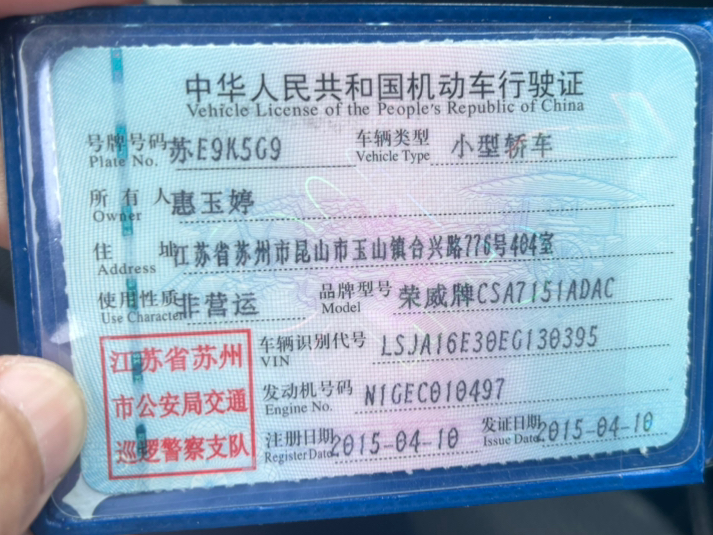 中华人民共和国机动车行驶证
Vehicle License of the People's Republic of China
号牌号码 苏E9K5G9 车辆类型 小型轿车
Plate No. Vehicle Type
所有人 惠玉婷
Owner
住址 江苏省苏州市昆山市玉山镇合兴路776号404室
Address
使用性质 非营运 品牌型号 荣威牌CSA7151ADAC
Use Character Model
江苏省苏州
市公安局交通
巡逻警察支队
车辆识别代号 LSJA16E30EG130395
VIN
发动机号码 N1GEC010497
Engine No.
注册日期 2015-04-10 发证日期 2015-04-10
Register Date Issue Date